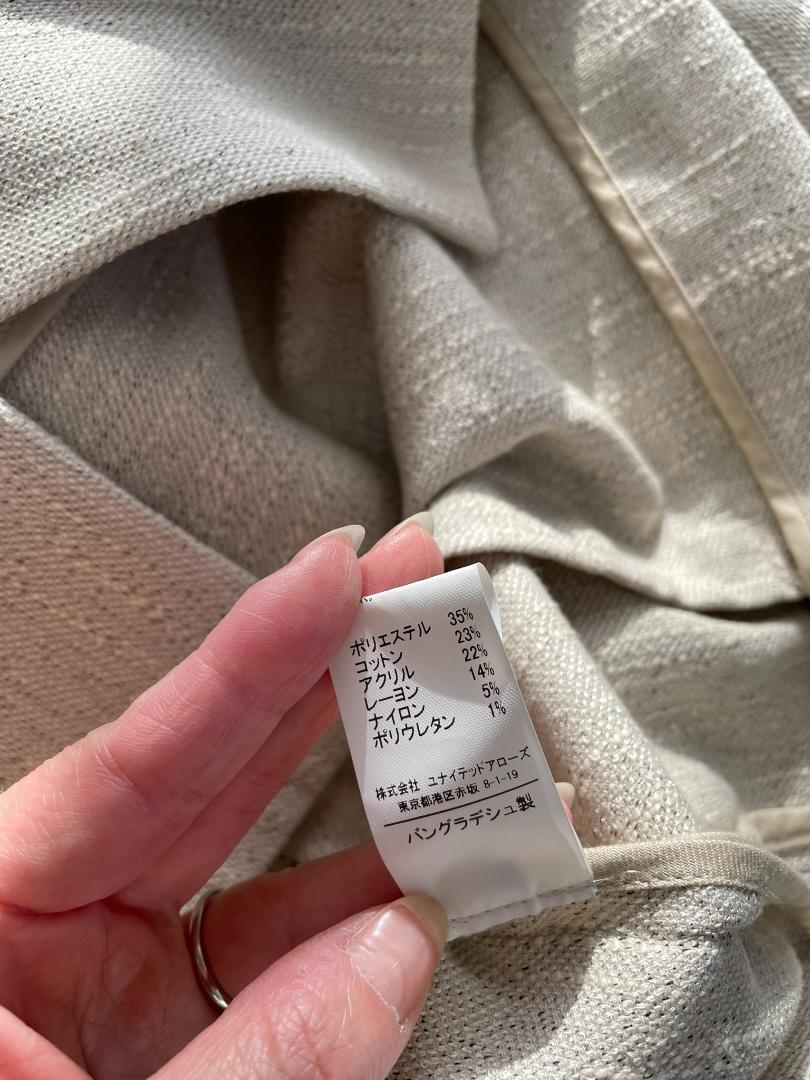 ポリエステル 35%
コットン 23%
アクリル 22%
レーヨン 14%
ナイロン 5%
ポリウレタン 1%
株式会社 ユナイテッドアローズ
東京都港区赤坂 8-1-19
バングラデシュ製